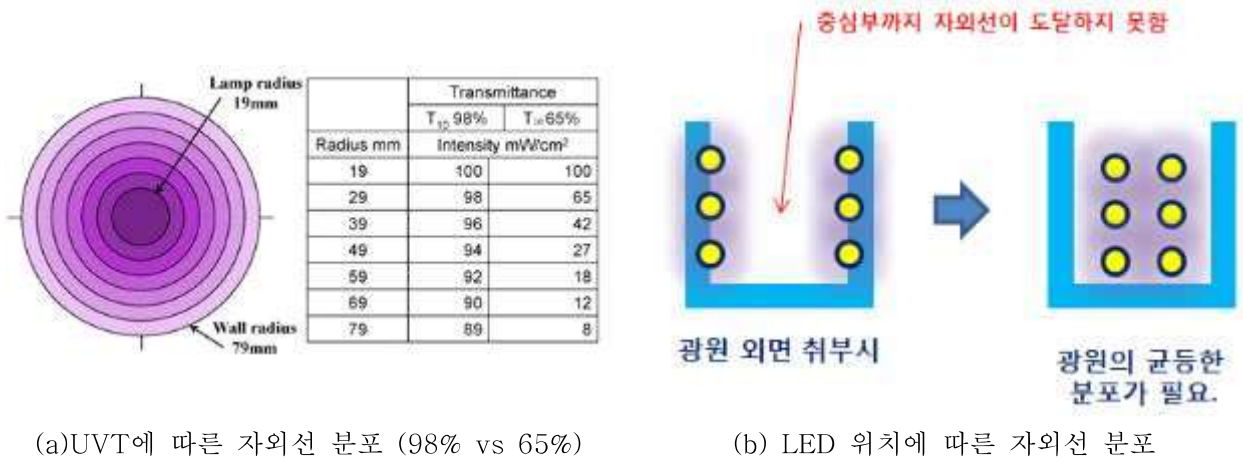 Lamp radius
19mm
Wall radius
79mm
Transmittance
T10 98% T10 65%
Radius mm Intensity mW/cm²
19 100 100
29 98 65
39 96 42
49 94 27
59 92 18
69 90 12
79 89 8
(a)UVT에 따른 자외선 분포 (98% vs 65%)
중심부까지 자외선이 도달하지 못함
광원 외면 취부시
광원의 균등한
분포가 필요.
(b) LED 위치에 따른 자외선 분포